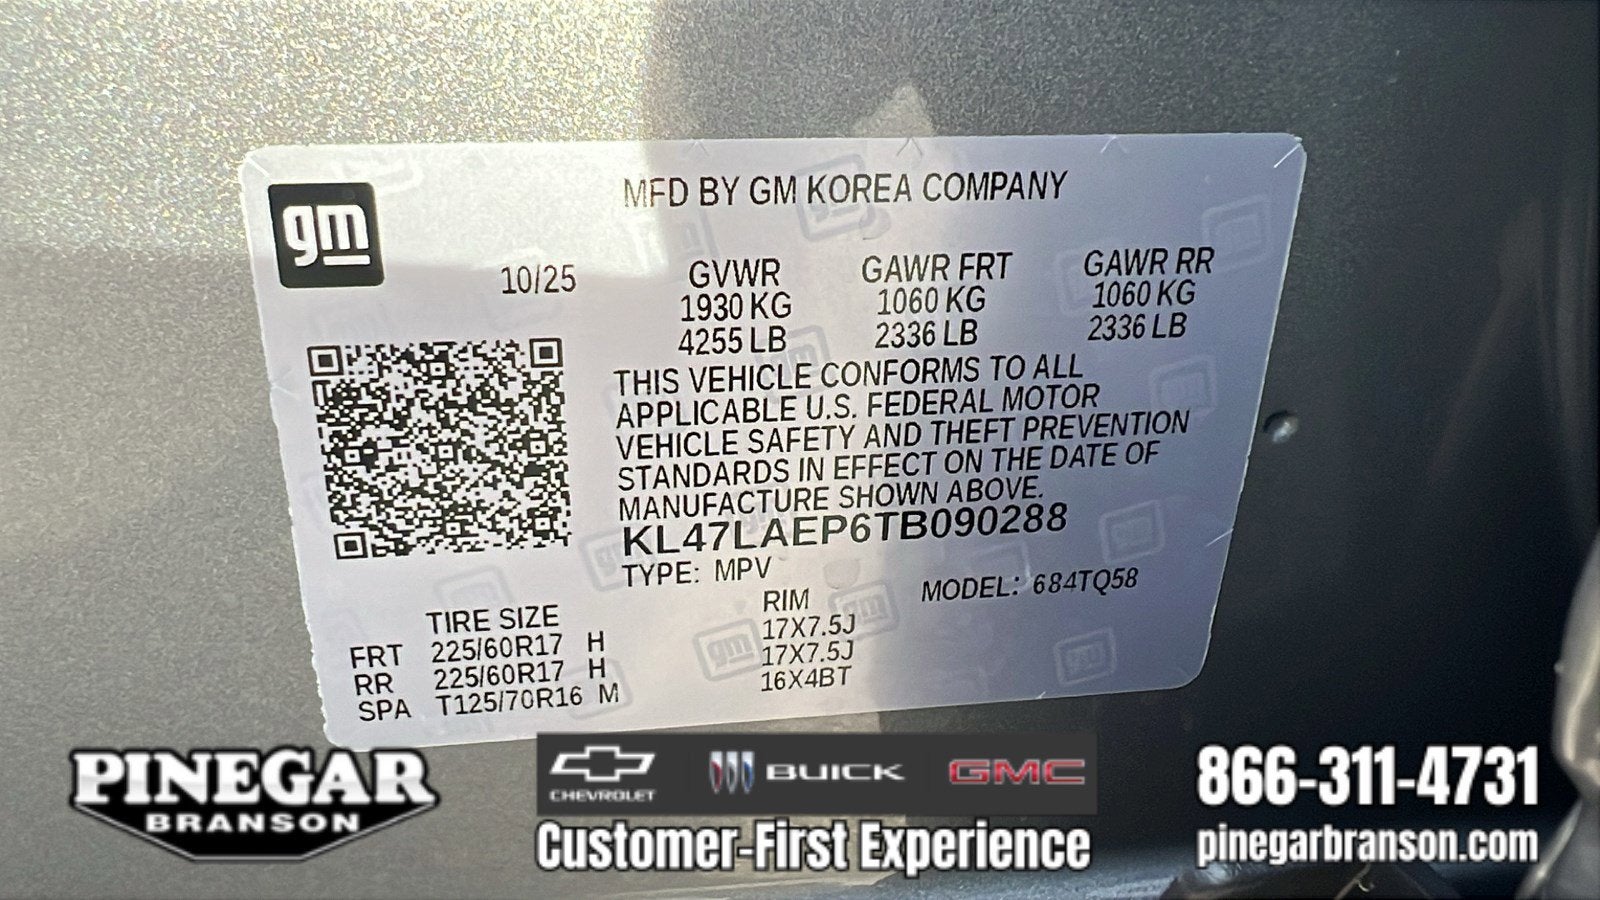 gm
MFD BY GM KOREA COMPANY
10/25
GVWR GAWR FRT GAWR RR
1930 KG 1060 KG 1060 KG
4255 LB 2336 LB 2336 LB
THIS VEHICLE CONFORMS TO ALL
APPLICABLE U.S. FEDERAL MOTOR
VEHICLE SAFETY AND THEFT PREVENTION
STANDARDS IN EFFECT ON THE DATE OF
MANUFACTURE SHOWN ABOVE.
KL47LAEP6TB090288
TYPE: MPV MODEL: 684TQ58
TIRE SIZE RIM
FRT 225/60R17 H 17X7.5J
RR 225/60R17 H 17X7.5J
SPA T125/70R16 M 16X4BT
gm
PINEGAR
BRANSON
CHEVROLET BUICK GMC
Customer-First Experience
866-311-4731
pinegarbranson.com